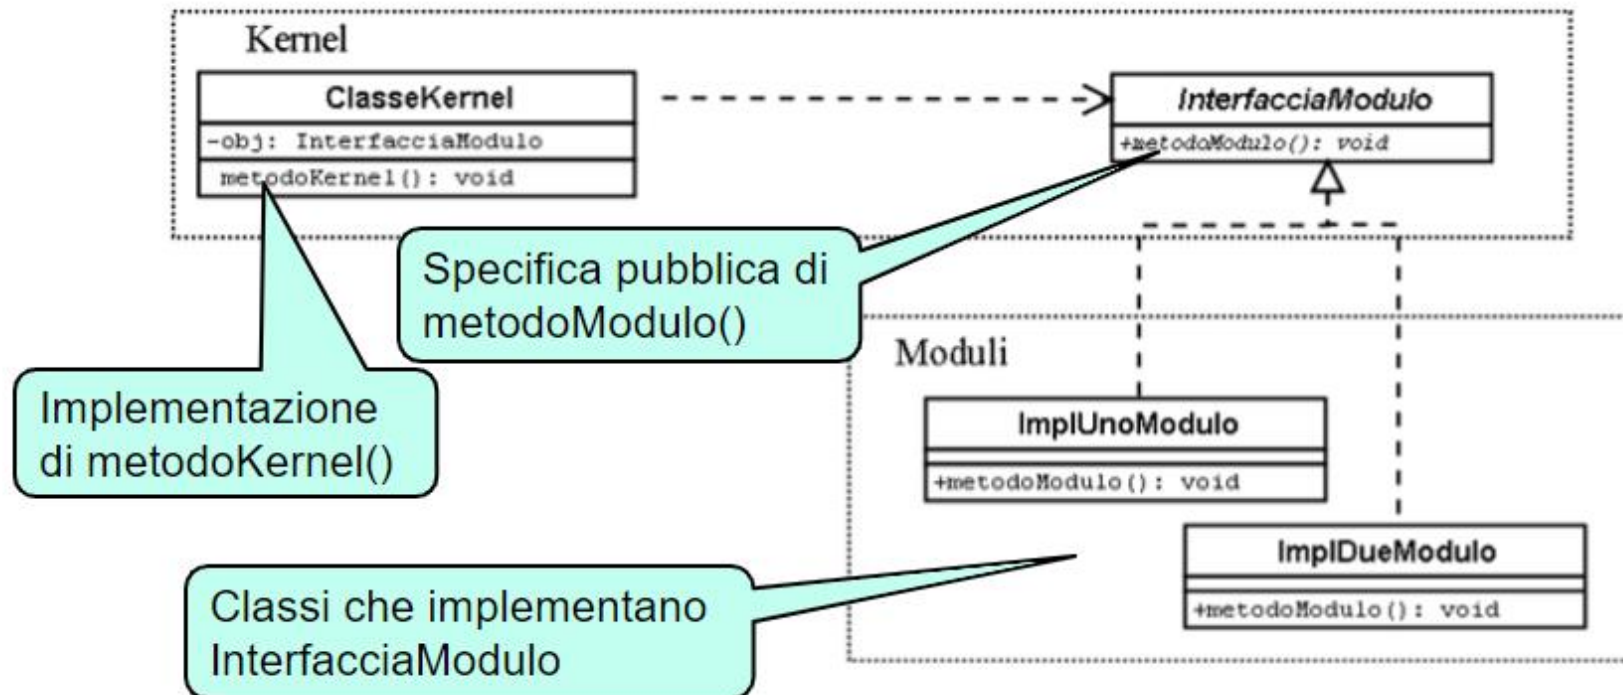 Kernel
ClasseKernel
-obj: InterfacciaModulo
metodoKernel(): void
InterfacciaModulo
+metodoModulo(): void
Specifica pubblica di
metodoModulo()
Implementazione
di metodoKernel()
Moduli
ImplUnoModulo
+metodoModulo(): void
ImplDueModulo
+metodoModulo(): void
Classi che implementano
InterfacciaModulo